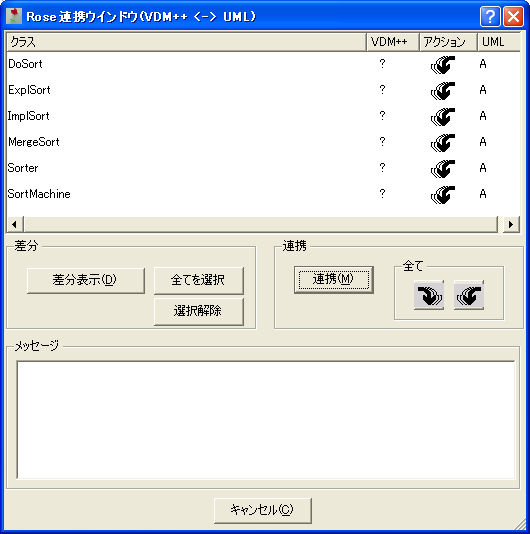 Rose 連携ウインドウ(VDM++ <-> UML)
クラス VDM++ アクション UML
DoSort ? A
ExplSort ? A
ImplSort ? A
MergeSort ? A
Sorter ? A
SortMachine ? A
差分
差分表示(D)
全てを選択
選択解除
連携
連携(M)
全て
メッセージ
キャンセル(C)